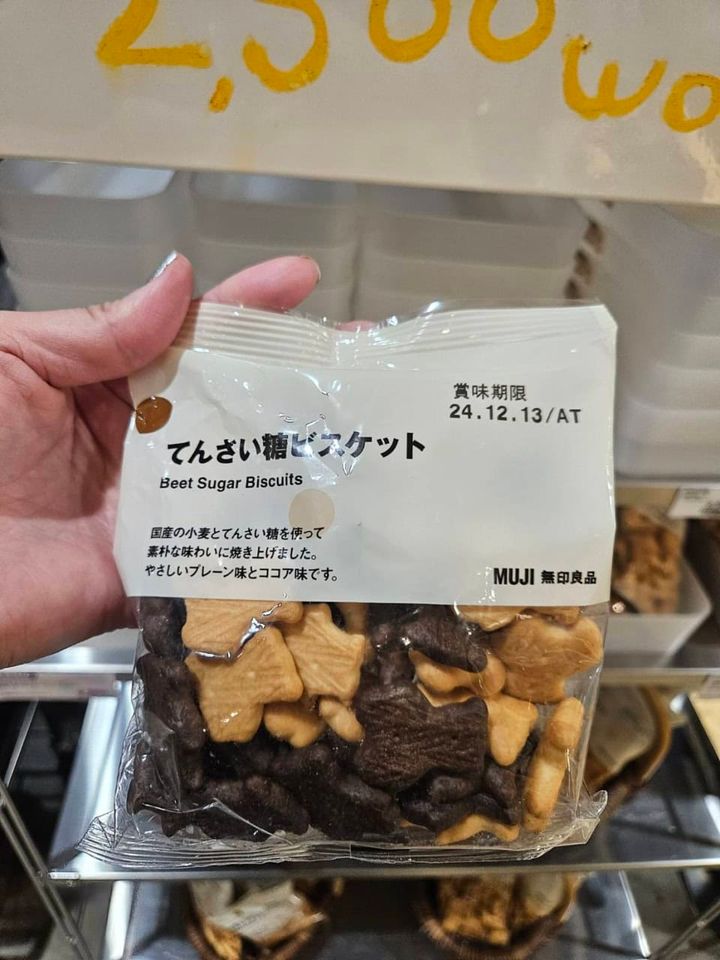 2,500 wo
賞味期限
24.12.13/AT
てんさい糖ビスケット
Beet Sugar Biscuits
国産の小麦とてんさい糖を使って
素朴な味わいに焼き上げました。
やさしいプレーン味とココア味です。
MUJI 無印良品